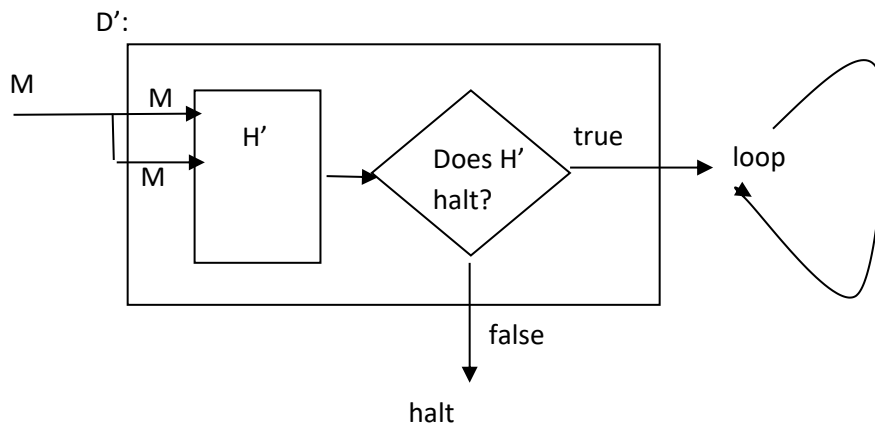 D’:
M
M
H’
M
Does H’
halt?
true
loop
false
halt